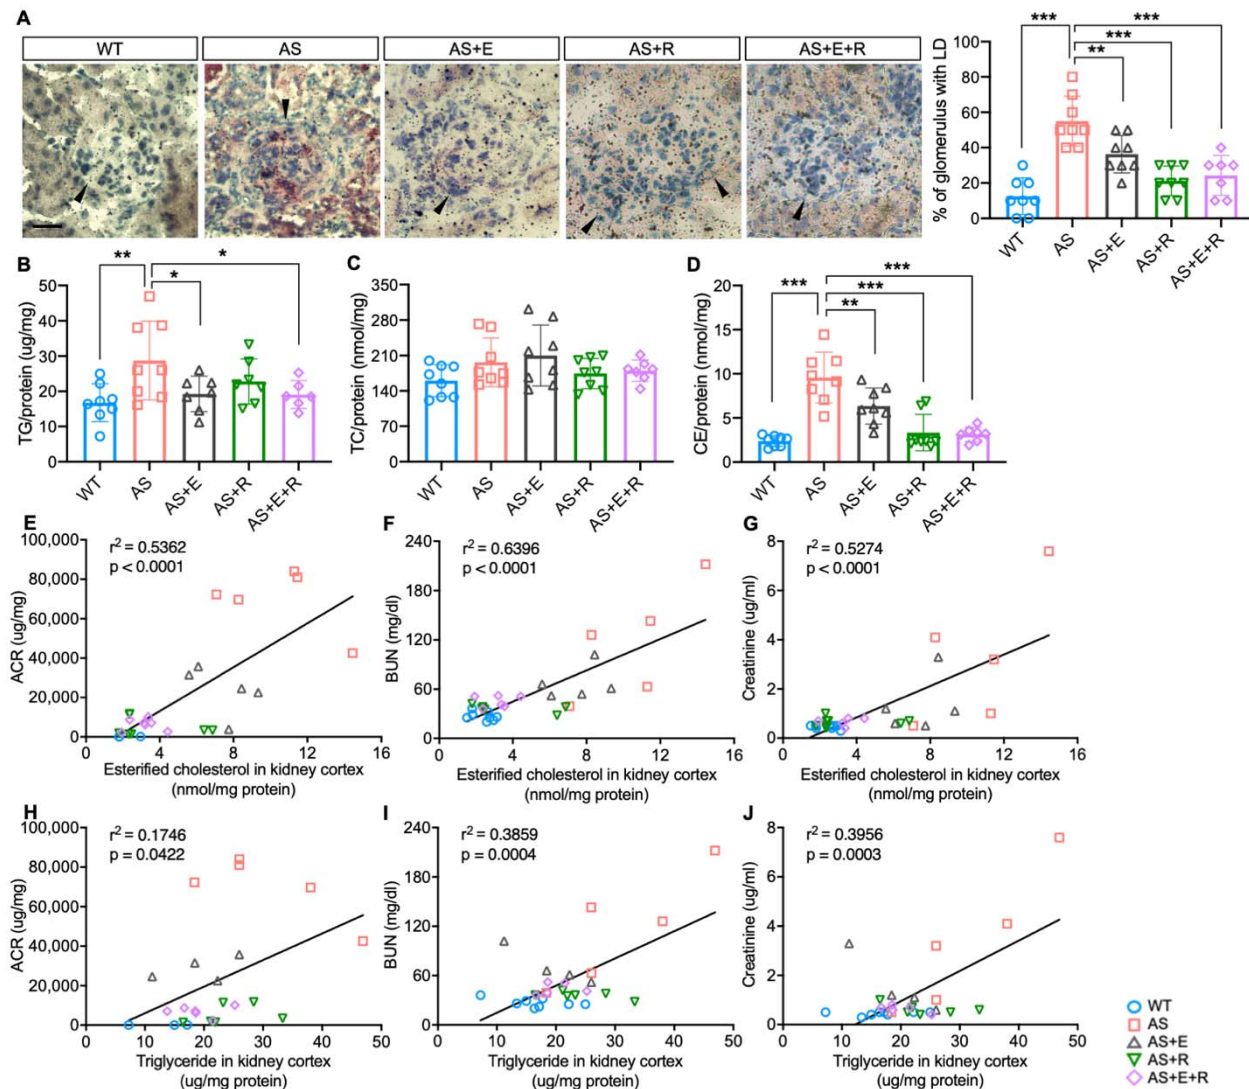 A
WT
AS
AS+E
AS+R
AS+E+R
% of glomerulus with LD
100
80
60
40
20
0
***
***
***
**
WT
AS
AS+E
AS+R
AS+E+R
B
TG/protein (ug/mg)
50
40
30
20
10
0
**
*
*
WT
AS
AS+E
AS+R
AS+E+R
C
TC/protein (nmol/mg)
350
280
210
140
70
0
WT
AS
AS+E
AS+R
AS+E+R
D
CE/protein (nmol/mg)
20
15
10
5
0
***
***
***
**
WT
AS
AS+E
AS+R
AS+E+R
E
r² = 0.5362
p < 0.0001
ACR (ug/mg)
100,000
80,000
60,000
40,000
20,000
0
0 4 8 12 16
Esterified cholesterol in kidney cortex
(nmol/mg protein)
F
r² = 0.6396
p < 0.0001
BUN (mg/dl)
240
180
120
60
0
0 4 8 12 16
Esterified cholesterol in kidney cortex
(nmol/mg protein)
G
r² = 0.5274
p < 0.0001
Creatinine (ug/ml)
8
6
4
2
0
0 4 8 12 16
Esterified cholesterol in kidney cortex
(nmol/mg protein)
H
r² = 0.1746
p = 0.0422
ACR (ug/mg)
100,000
80,000
60,000
40,000
20,000
0
0 10 20 30 40 50
Triglyceride in kidney cortex
(ug/mg protein)
I
r² = 0.3859
p = 0.0004
BUN (mg/dl)
240
180
120
60
0
0 10 20 30 40 50
Triglyceride in kidney cortex
(ug/mg protein)
J
r² = 0.3956
p = 0.0003
Creatinine (ug/ml)
8
6
4
2
0
0 10 20 30 40 50
Triglyceride in kidney cortex
(ug/mg protein)
WT
AS
AS+E
AS+R
AS+E+R